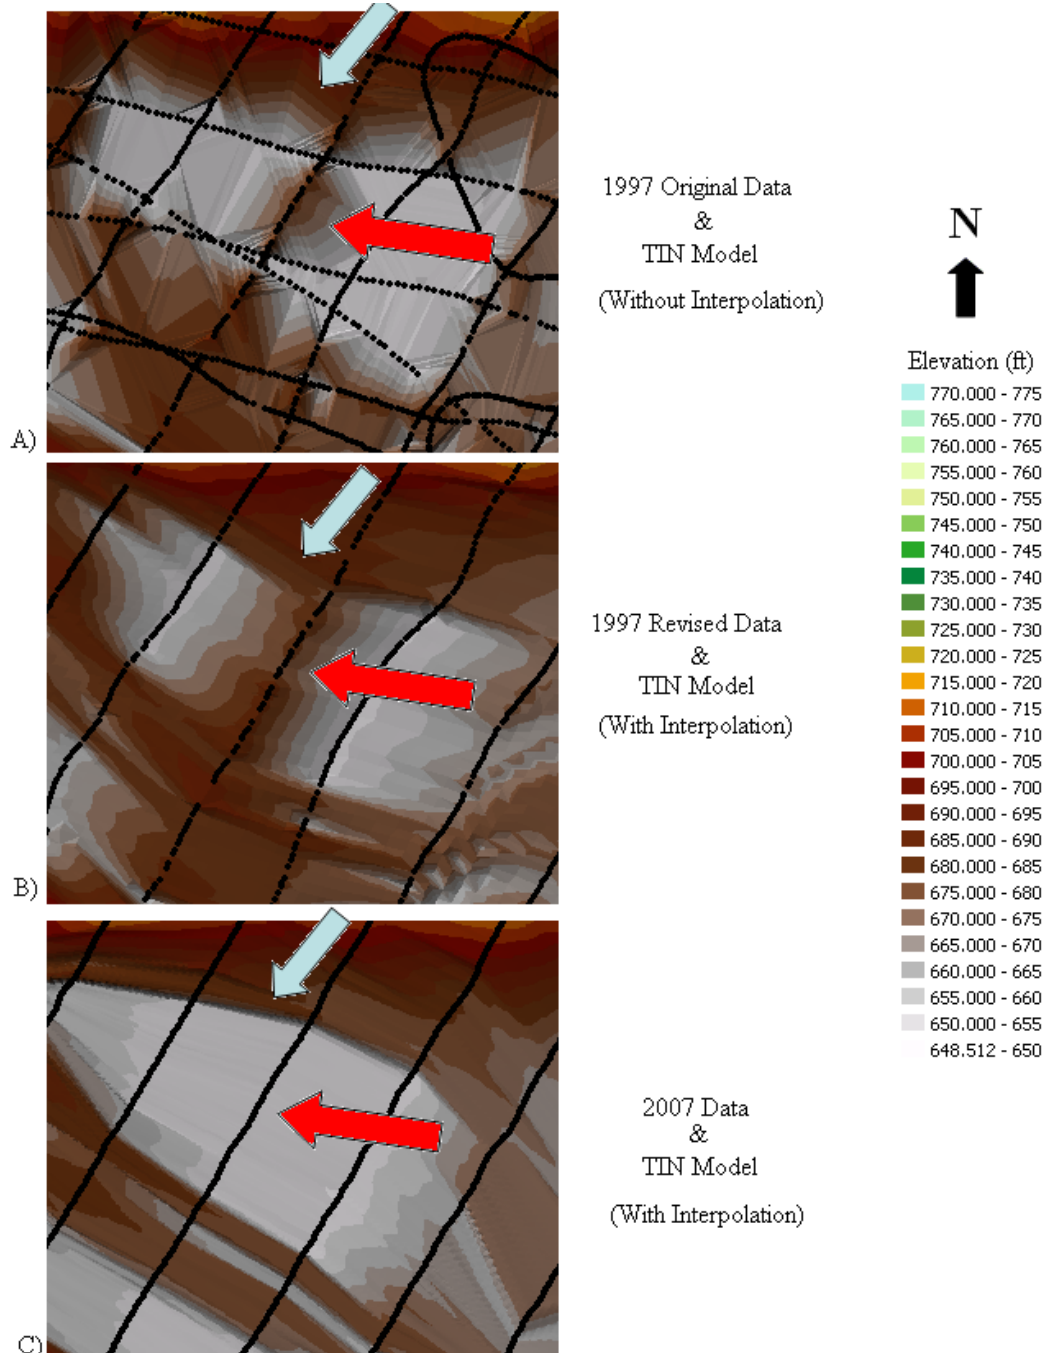 A)
1997 Original Data
&
TIN Model
(Without Interpolation)
B)
1997 Revised Data
&
TIN Model
(With Interpolation)
C)
2007 Data
&
TIN Model
(With Interpolation)
N
Elevation (ft)
770.000 - 775
765.000 - 770
760.000 - 765
755.000 - 760
750.000 - 755
745.000 - 750
740.000 - 745
735.000 - 740
730.000 - 735
725.000 - 730
720.000 - 725
715.000 - 720
710.000 - 715
705.000 - 710
700.000 - 705
695.000 - 700
690.000 - 695
685.000 - 690
680.000 - 685
675.000 - 680
670.000 - 675
665.000 - 670
660.000 - 665
655.000 - 660
650.000 - 655
648.512 - 650